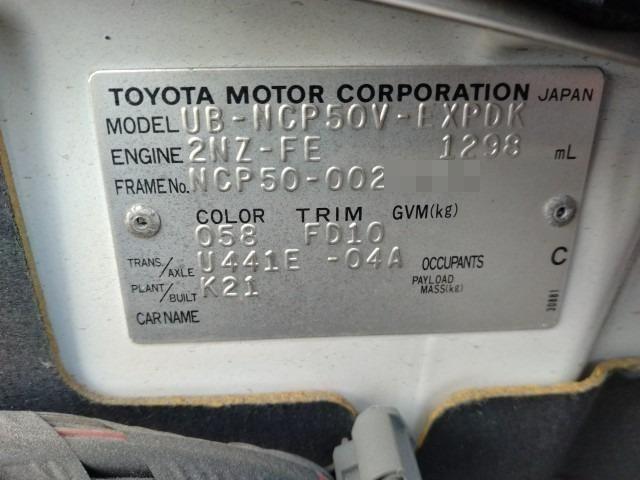 TOYOTA MOTOR CORPORATION JAPAN
MODEL UB-NCP50V-EXPDK
ENGINE 2NZ-FE 1298 mL
FRAME No. NCP50-002
COLOR TRIM GVM(kg)
058 FD10
TRANS./AXLE U441E -04A OCCUPANTS C
PLANT/BUILT K21 PAYLOAD MASS(kg)
CAR NAME
30881